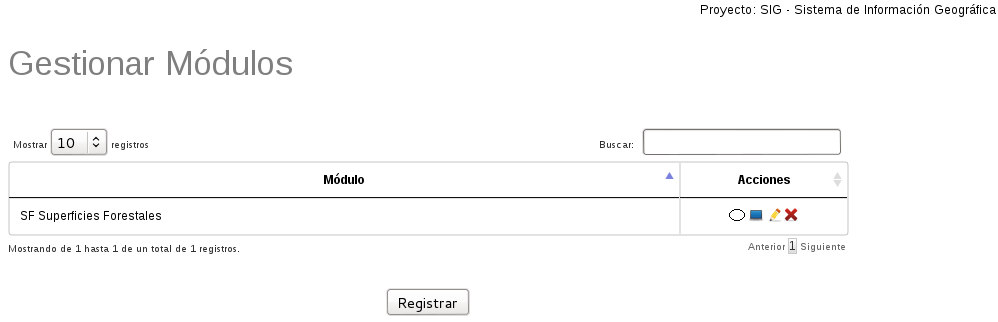 Proyecto: SIG - Sistema de Información Geográfica
Gestionar Módulos
Mostrar 10 registros Buscar:
Módulo Acciones
SF Superficies Forestales
Mostrando de 1 hasta 1 de un total de 1 registros. Anterior 1 Siguiente
Registrar